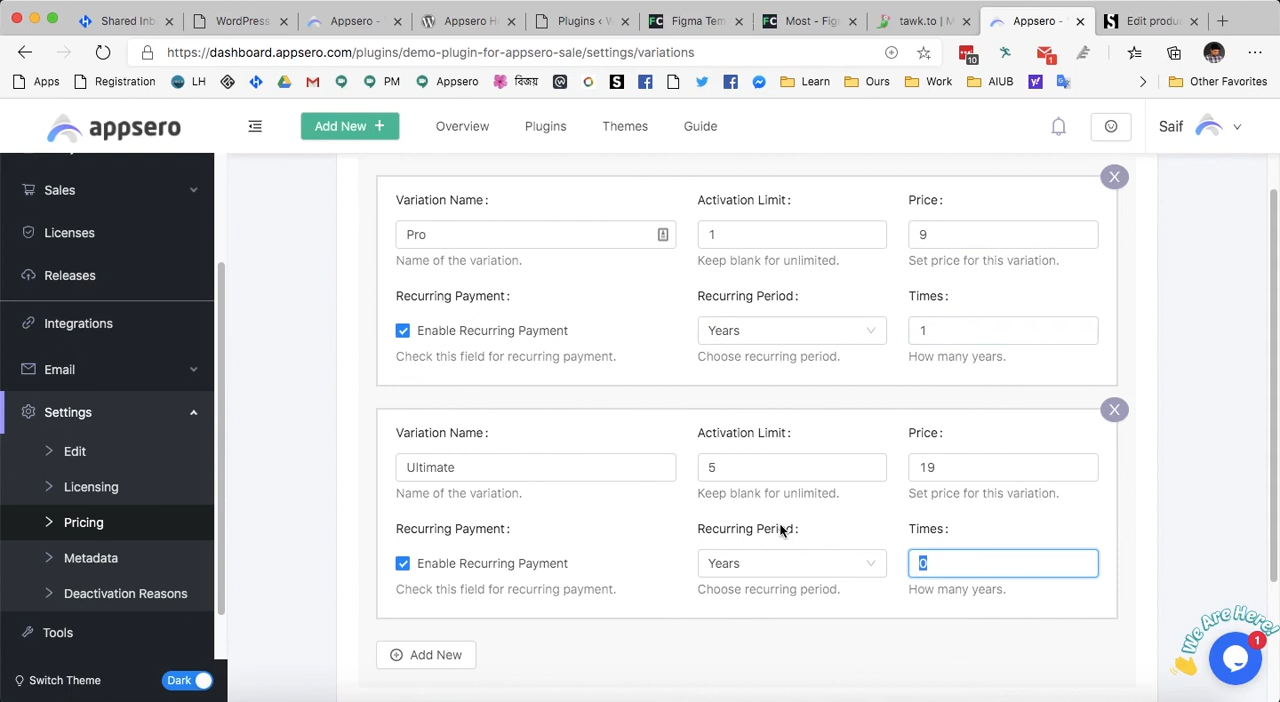 Shared Inb
WordPress
Appsero -
Appsero H
Plugins ‹ W
Figma Tem
Most - Fig
tawk.to | M
Appsero -
Edit produ
https://dashboard.appsero.com/plugins/demo-plugin-for-appsero-sale/settings/variations
10
1
Apps
Registration
LH
PM
Appsero
বিজয়
Learn
Ours
Work
AIUB
Other Favorites
appsero
Add New +
Overview
Plugins
Themes
Guide
Saif
Sales
Licenses
Releases
Integrations
Email
Settings
Edit
Licensing
Pricing
Metadata
Deactivation Reasons
Tools
Switch Theme
Dark
X
Variation Name:
Activation Limit:
Price:
Pro
1
9
Name of the variation.
Keep blank for unlimited.
Set price for this variation.
Recurring Payment:
Recurring Period:
Times:
Enable Recurring Payment
Years
1
Check this field for recurring payment.
Choose recurring period.
How many years.
X
Variation Name:
Activation Limit:
Price:
Ultimate
5
19
Name of the variation.
Keep blank for unlimited.
Set price for this variation.
Recurring Payment:
Recurring Period:
Times:
Enable Recurring Payment
Years
0
Check this field for recurring payment.
Choose recurring period.
How many years.
Add New
We Are Here!
1